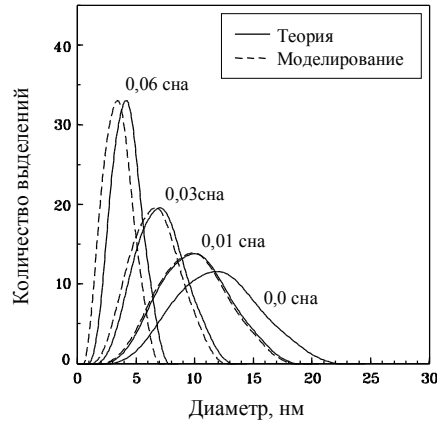 Количество выделений
40
30
20
10
0
Теория
Моделирование
0,06 сна
0,03сна
0,01 сна
0,0 сна
0 5 10 15 20 25 30
Диаметр, нм